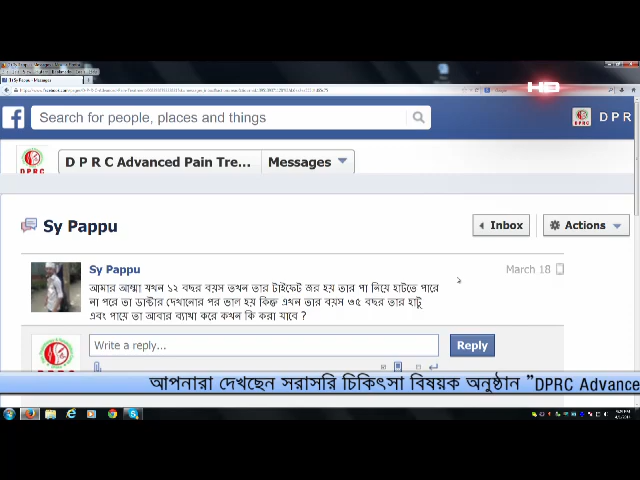 HD
Search for people, places and things
D P R
D P R C Advanced Pain Tre...
Messages
DPRC
Sy Pappu
Inbox
Actions
Sy Pappu
March 18
আমার আম্মা যখন ১২ বছর বয়স তখন তার টাইফেট জর হয় তার পা নিয়ে হাটতে পারে
না পরে তা ডাক্টার দেখানোর পর ভাল হয় কিন্তু এখন তার বয়স ৩৫ বছর তার হাটু
এবং পায়ে তা আবার ব্যাথা করে কখন কি করা যাবে ?
Write a reply...
Reply
আপনারা দেখছেন সরাসরি চিকিৎসা বিষয়ক অনুষ্ঠান "DPRC Advance